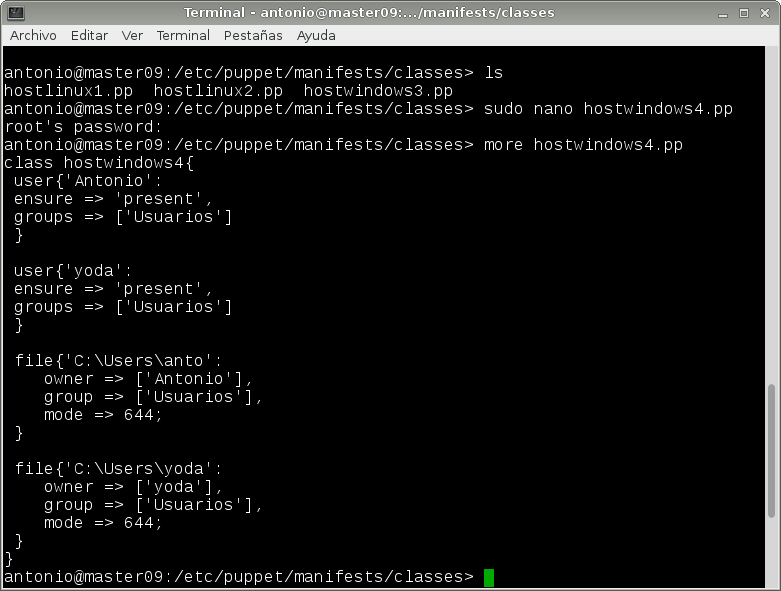 Terminal - antonio@master09:.../manifests/classes
Archivo Editar Ver Terminal Pestañas Ayuda
antonio@master09:/etc/puppet/manifests/classes> ls
hostlinux1.pp  hostlinux2.pp  hostwindows3.pp
antonio@master09:/etc/puppet/manifests/classes> sudo nano hostwindows4.pp
root's password:
antonio@master09:/etc/puppet/manifests/classes> more hostwindows4.pp
class hostwindows4{
 user{'Antonio':
 ensure => 'present',
 groups => ['Usuarios']
 }

 user{'yoda':
 ensure => 'present',
 groups => ['Usuarios']
 }

 file{'C:\Users\anto':
    owner => ['Antonio'],
    group => ['Usuarios'],
    mode => 644;
 }

 file{'C:\Users\yoda':
    owner => ['yoda'],
    group => ['Usuarios'],
    mode => 644;
 }
}
antonio@master09:/etc/puppet/manifests/classes>